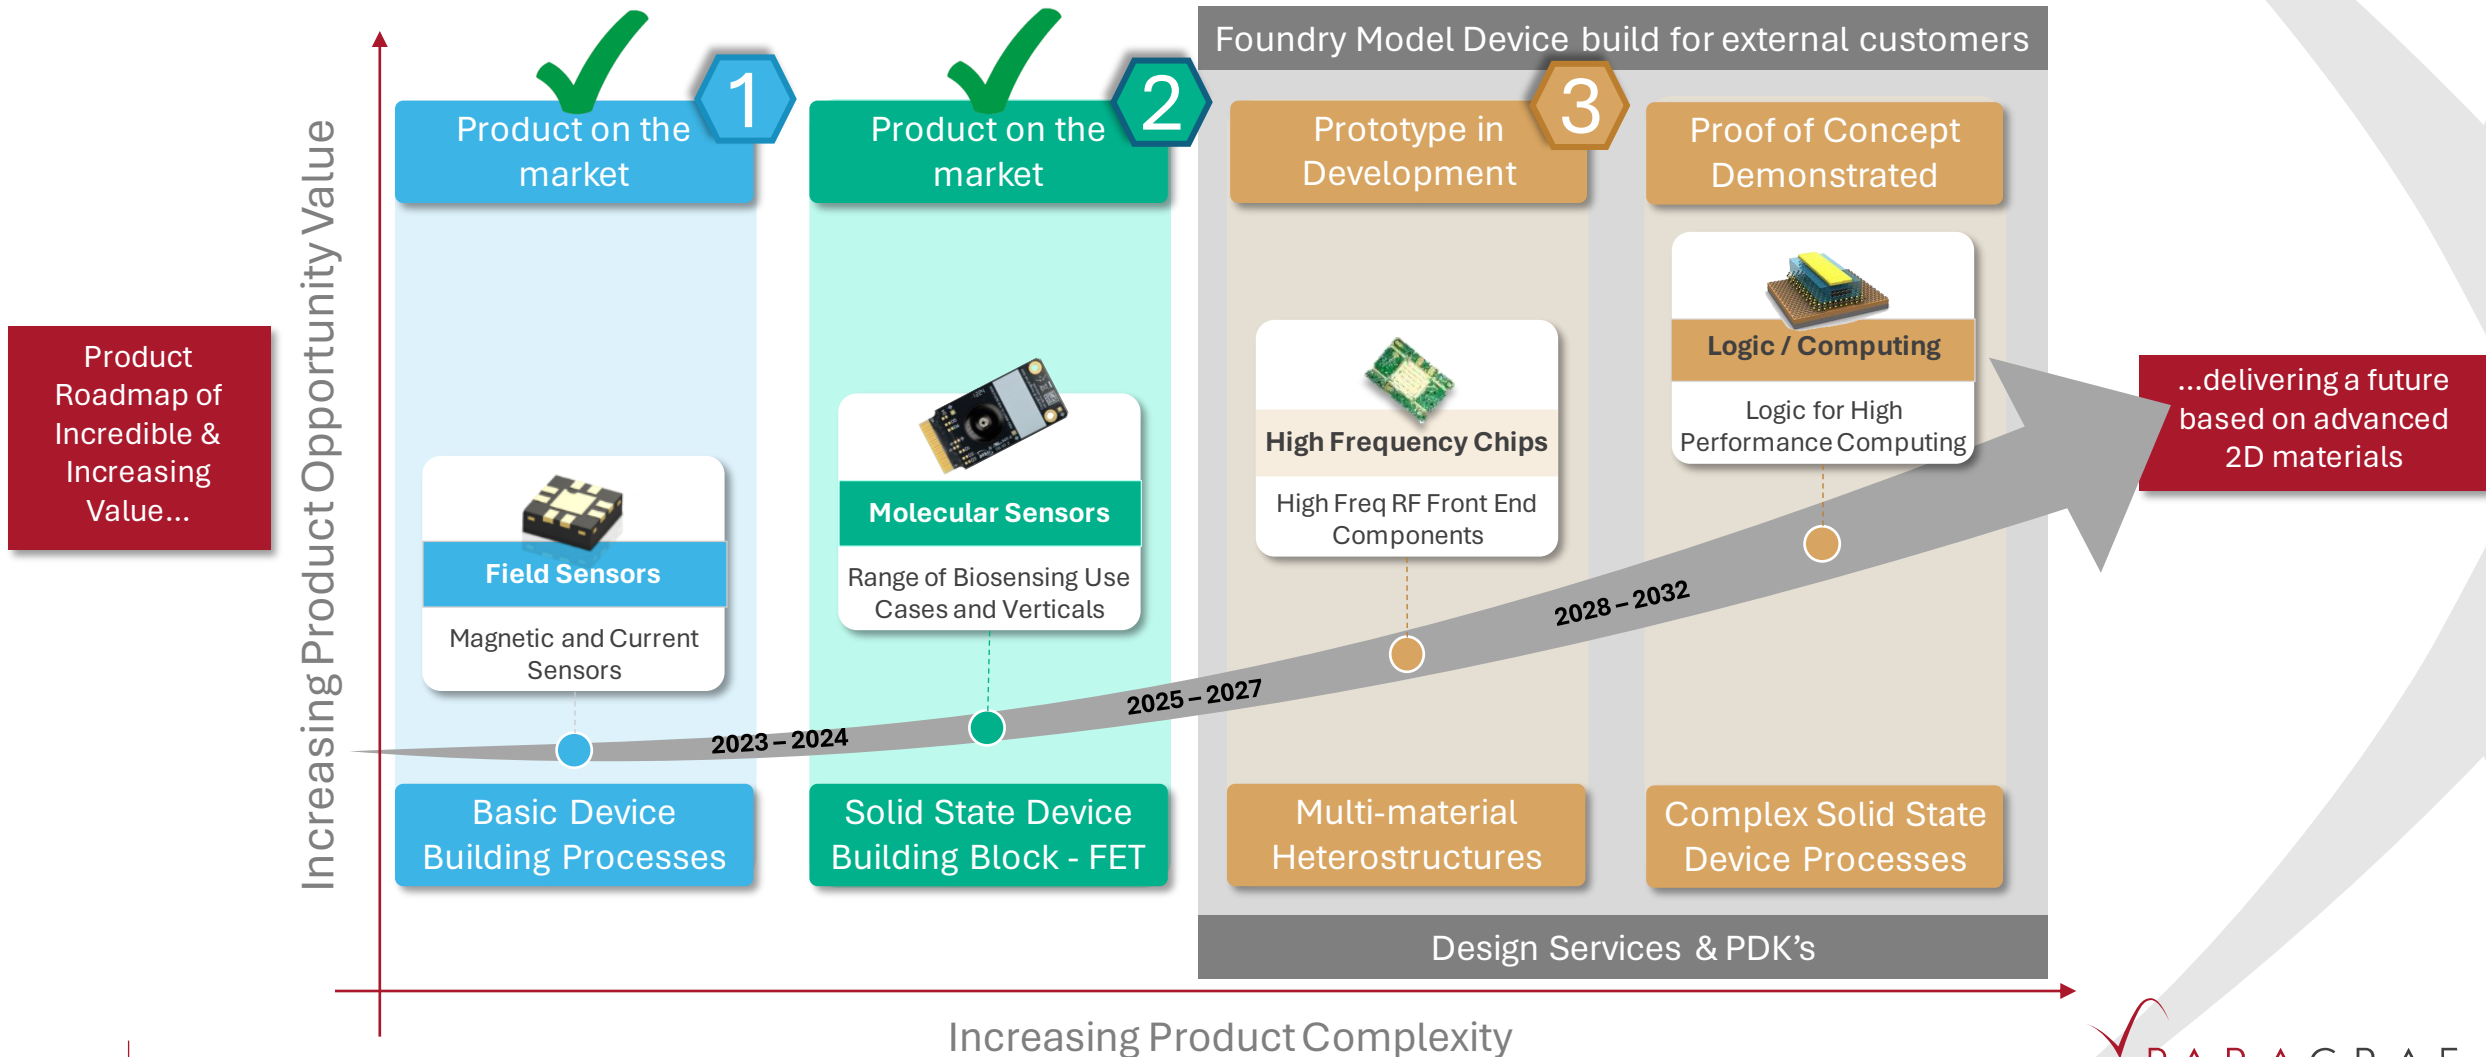 Foundry Model Device build for external customers
1
2
3
Product on the
market
Product on the
market
Prototype in
Development
Proof of Concept
Demonstrated
Increasing Product Opportunity Value
Product
Roadmap of
Incredible &
Increasing
Value...
Field Sensors
Magnetic and Current
Sensors
Molecular Sensors
Range of Biosensing Use
Cases and Verticals
High Frequency Chips
High Freq RF Front End
Components
Logic / Computing
Logic for High
Performance Computing
...delivering a future
based on advanced
2D materials
2023 – 2024
2025 – 2027
2028 – 2032
Basic Device
Building Processes
Solid State Device
Building Block - FET
Multi-material
Heterostructures
Complex Solid State
Device Processes
Design Services & PDK's
Increasing Product Complexity
PARAGRAF